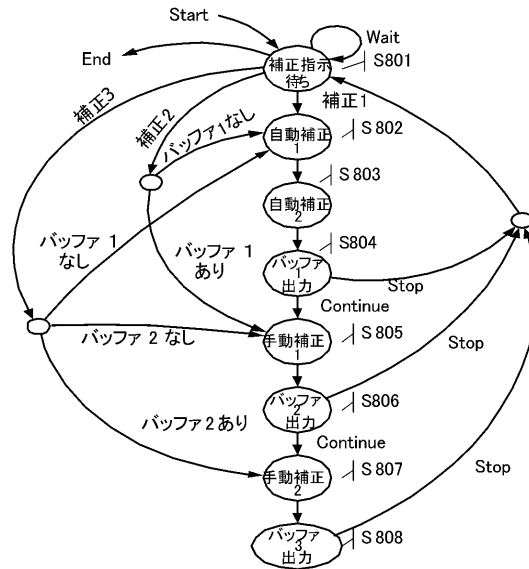 Start
Wait
End
補正指示
待ち
S801
補正3
補正2
バッファ1なし
補正1
自動補正
1
S 802
S 803
自動補正
2
バッファ 1
なし
バッファ 1
あり
S804
バッファ
1
出力
Stop
Continue
手動補正
1
S 805
バッファ 2 なし
Stop
バッファ
2
出力
S806
バッファ2あり
Continue
手動補正
2
S 807
Stop
バッファ
3
出力
S 808